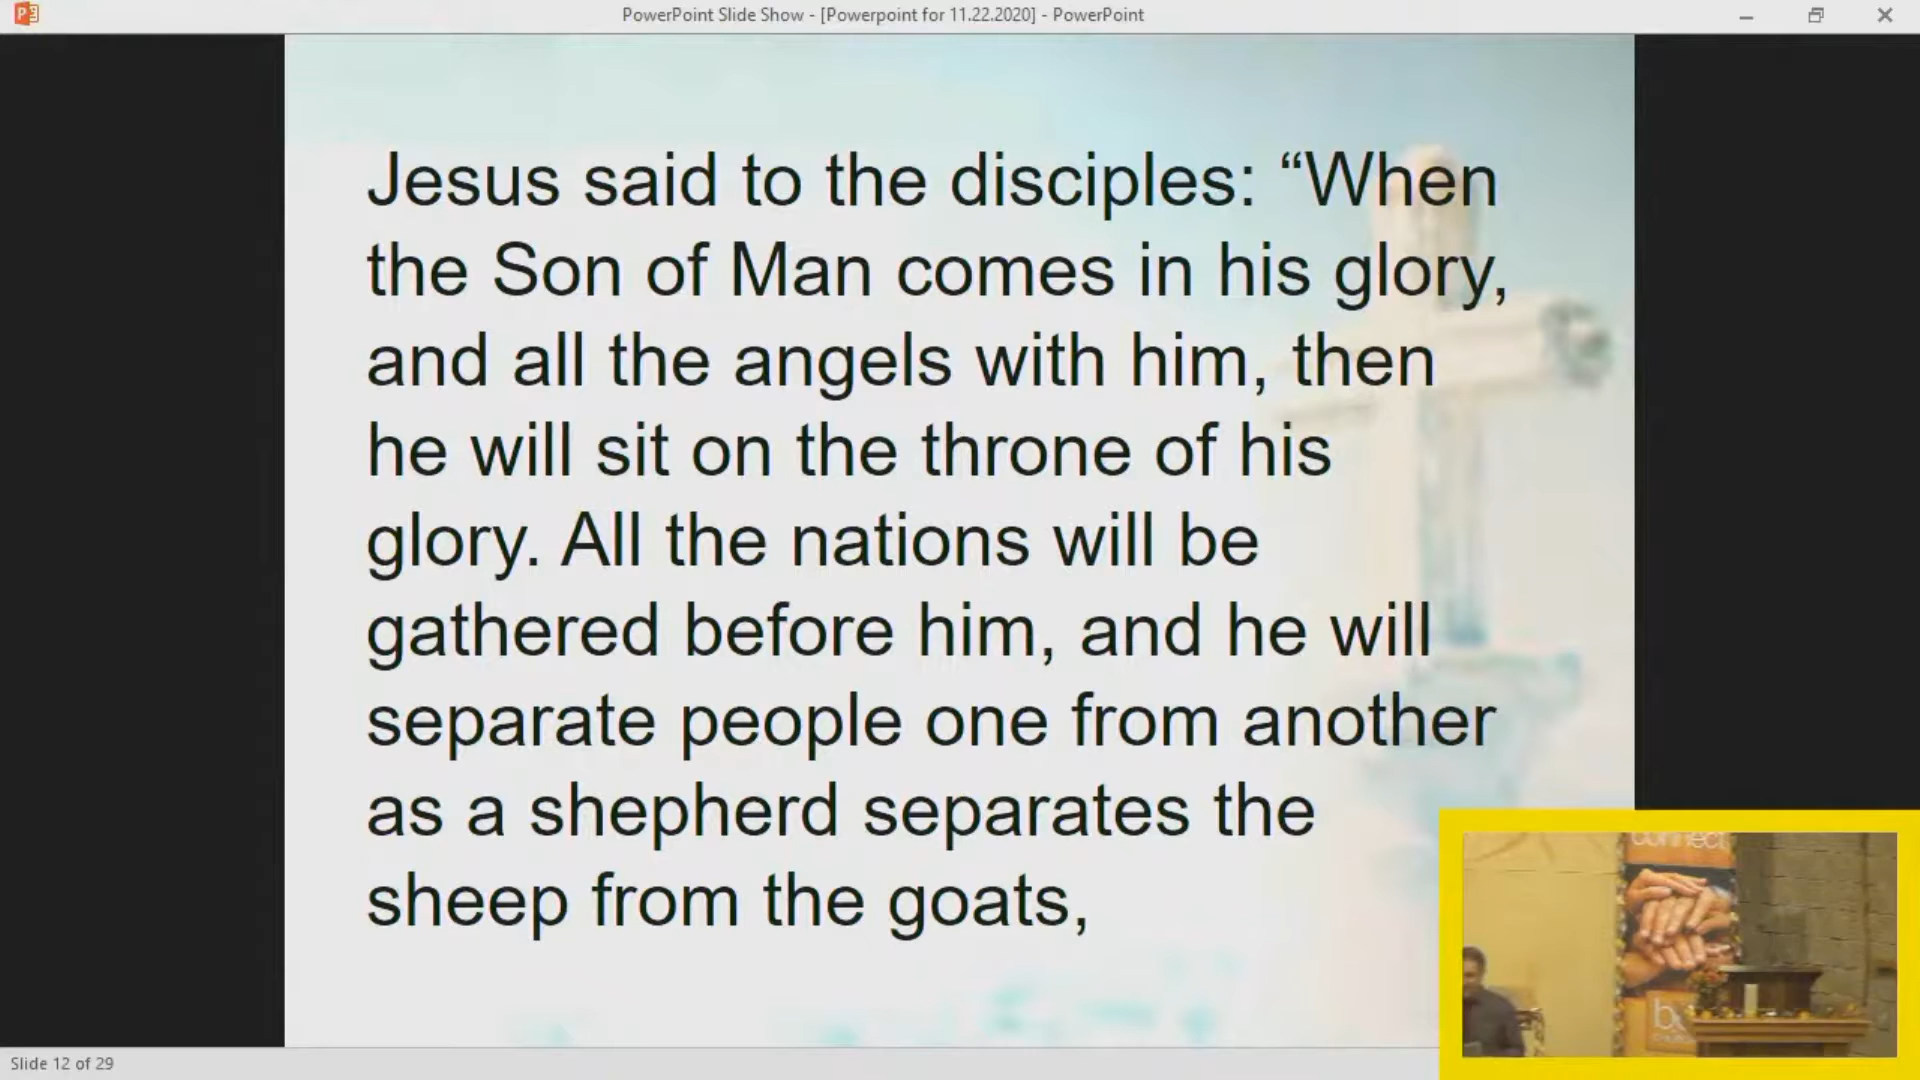 PowerPoint Slide Show - [Powerpoint for 11.22.2020] - PowerPoint
Jesus said to the disciples: “When
the Son of Man comes in his glory,
and all the angels with him, then
he will sit on the throne of his
glory. All the nations will be
gathered before him, and he will
separate people one from another
as a shepherd separates the
sheep from the goats,
connect
Slide 12 of 29